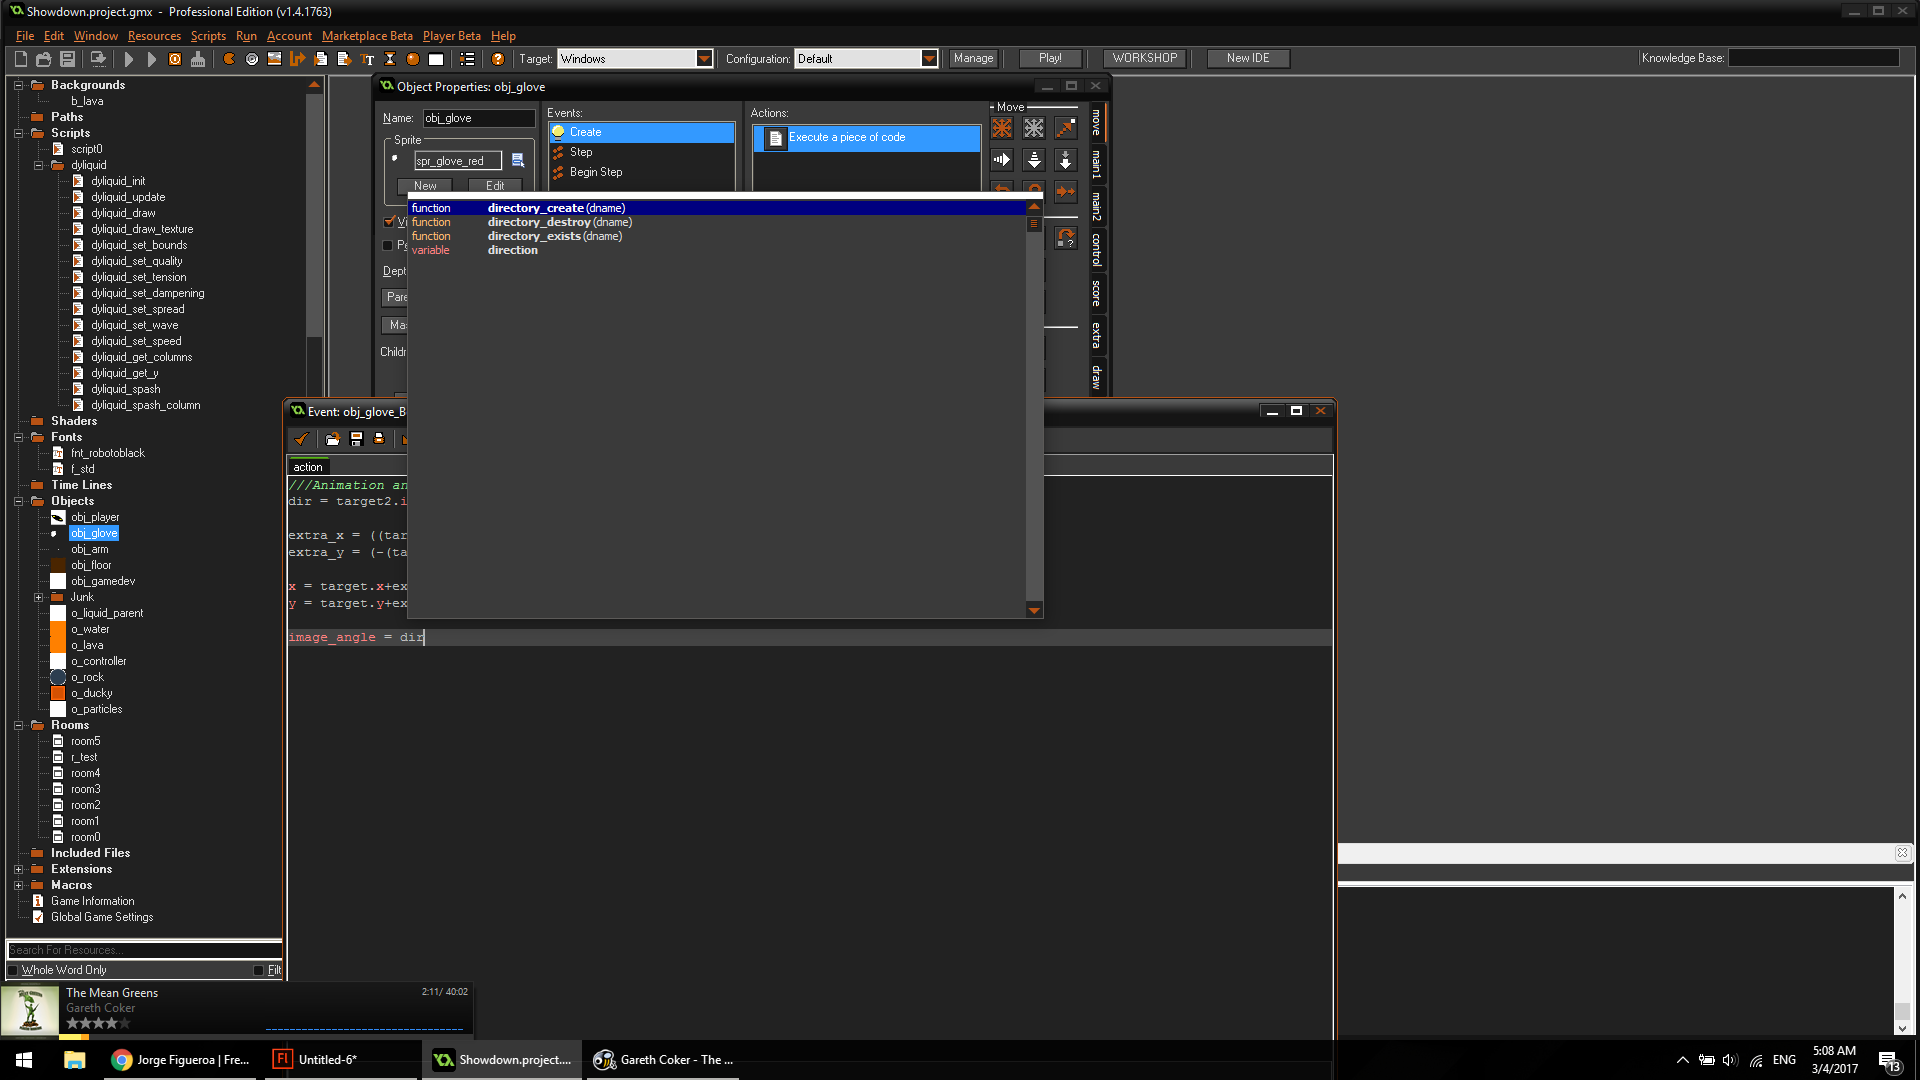 Showdown.project.gmx  -  Professional Edition (v1.4.1763)
File Edit Window Resources Scripts Run Account Marketplace Beta Player Beta Help
Target: Windows Configuration: Default Manage Play! WORKSHOP New IDE Knowledge Base:
Backgrounds
b_lava
Paths
Scripts
script0
dyliquid
dyliquid_init
dyliquid_update
dyliquid_draw
dyliquid_draw_texture
dyliquid_set_bounds
dyliquid_set_quality
dyliquid_set_tension
dyliquid_set_dampening
dyliquid_set_spread
dyliquid_set_wave
dyliquid_set_speed
dyliquid_get_columns
dyliquid_get_y
dyliquid_spash
dyliquid_spash_column
Shaders
Fonts
fnt_robotoblack
f_std
Time Lines
Objects
obj_player
obj_glove
obj_arm
obj_floor
obj_gamedev
Junk
o_liquid_parent
o_water
o_lava
o_controller
o_rock
o_ducky
o_particles
Rooms
room5
r_test
room4
room3
room2
room1
room0
Included Files
Extensions
Macros
Game Information
Global Game Settings
Search For Resources...
Whole Word Only Filt
Object Properties: obj_glove
Name: obj_glove
Sprite
spr_glove_red
New Edit
Vi
Pe
Dept
Pare
Ma
Childr
Events:
Create
Step
Begin Step
Actions:
Execute a piece of code
Move
move
main1
main2
control
score
extra
draw
function directory_create(dname)
function directory_destroy(dname)
function directory_exists(dname)
variable direction
Event: obj_glove_B
action
///Animation an
dir = target2.i
extra_x = ((tar
extra_y = (-(ta
x = target.x+ex
y = target.y+ex
image_angle = dir
The Mean Greens 2:11/ 40:02
Gareth Coker
Jorge Figueroa | Fre...
Fl Untitled-6*
Showdown.project....
Gareth Coker - The ...
ENG
5:08 AM
3/4/2017
13